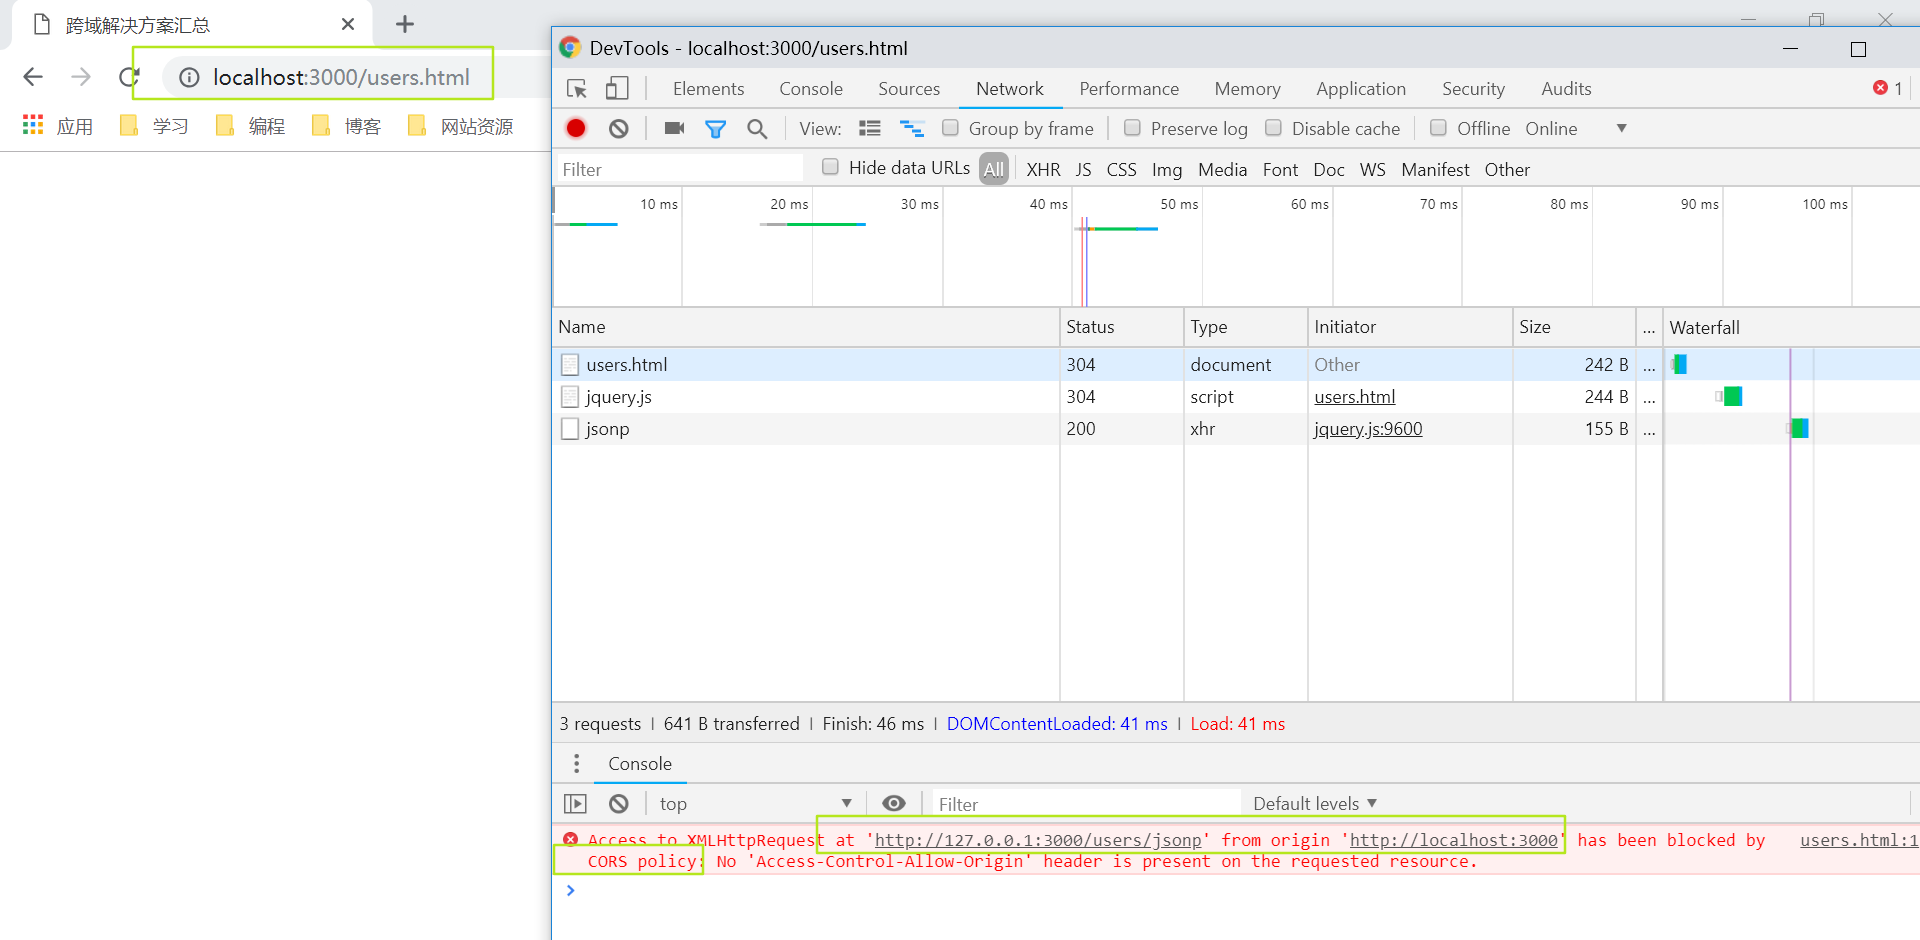 跨域解决方案汇总
localhost:3000/users.html
应用 学习 编程 博客 网站资源
DevTools - localhost:3000/users.html
Elements Console Sources Network Performance Memory Application Security Audits 1
View: Group by frame Preserve log Disable cache Offline Online
Filter Hide data URLs All XHR JS CSS Img Media Font Doc WS Manifest Other
10 ms 20 ms 30 ms 40 ms 50 ms 60 ms 70 ms 80 ms 90 ms 100 ms
Name Status Type Initiator Size ... Waterfall
users.html 304 document Other 242 B ...
jquery.js 304 script users.html 244 B ...
jsonp 200 xhr jquery.js:9600 155 B ...
3 requests | 641 B transferred | Finish: 46 ms | DOMContentLoaded: 41 ms | Load: 41 ms
Console
top Filter Default levels
Access to XMLHttpRequest at 'http://127.0.0.1:3000/users/jsonp' from origin 'http://localhost:3000' has been blocked by users.html:1
CORS policy: No 'Access-Control-Allow-Origin' header is present on the requested resource.